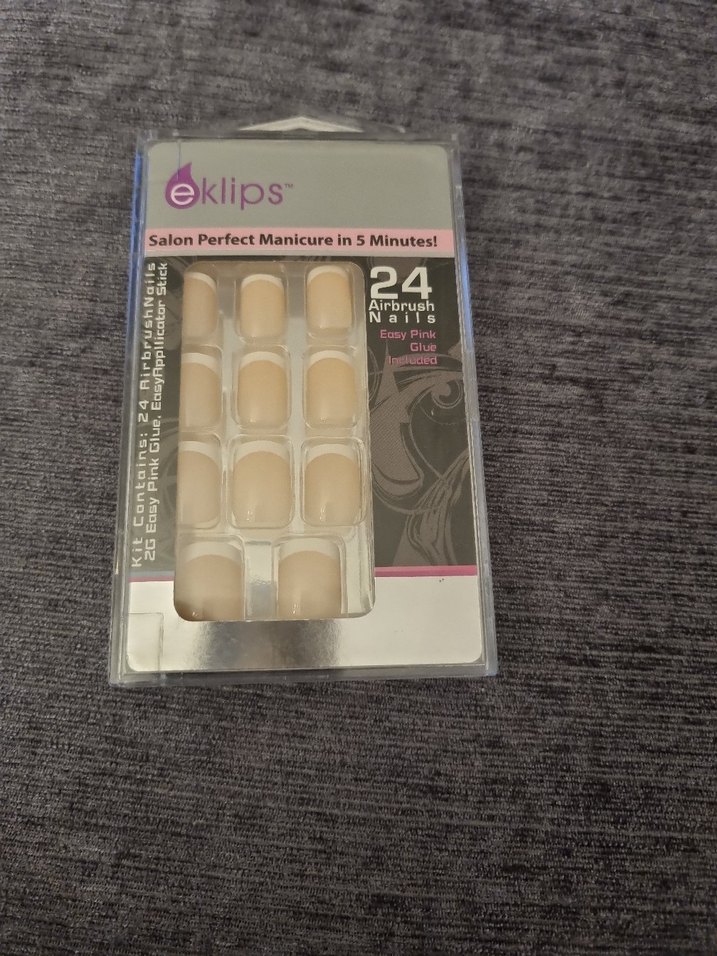 eklips™
Salon Perfect Manicure in 5 Minutes!
24
Airbrush
Nails
Easy Pink
Glue
Included
Kit Contains: 24 AirbrushNails
2G Easy Pink Glue, EasyAppllicator Stick